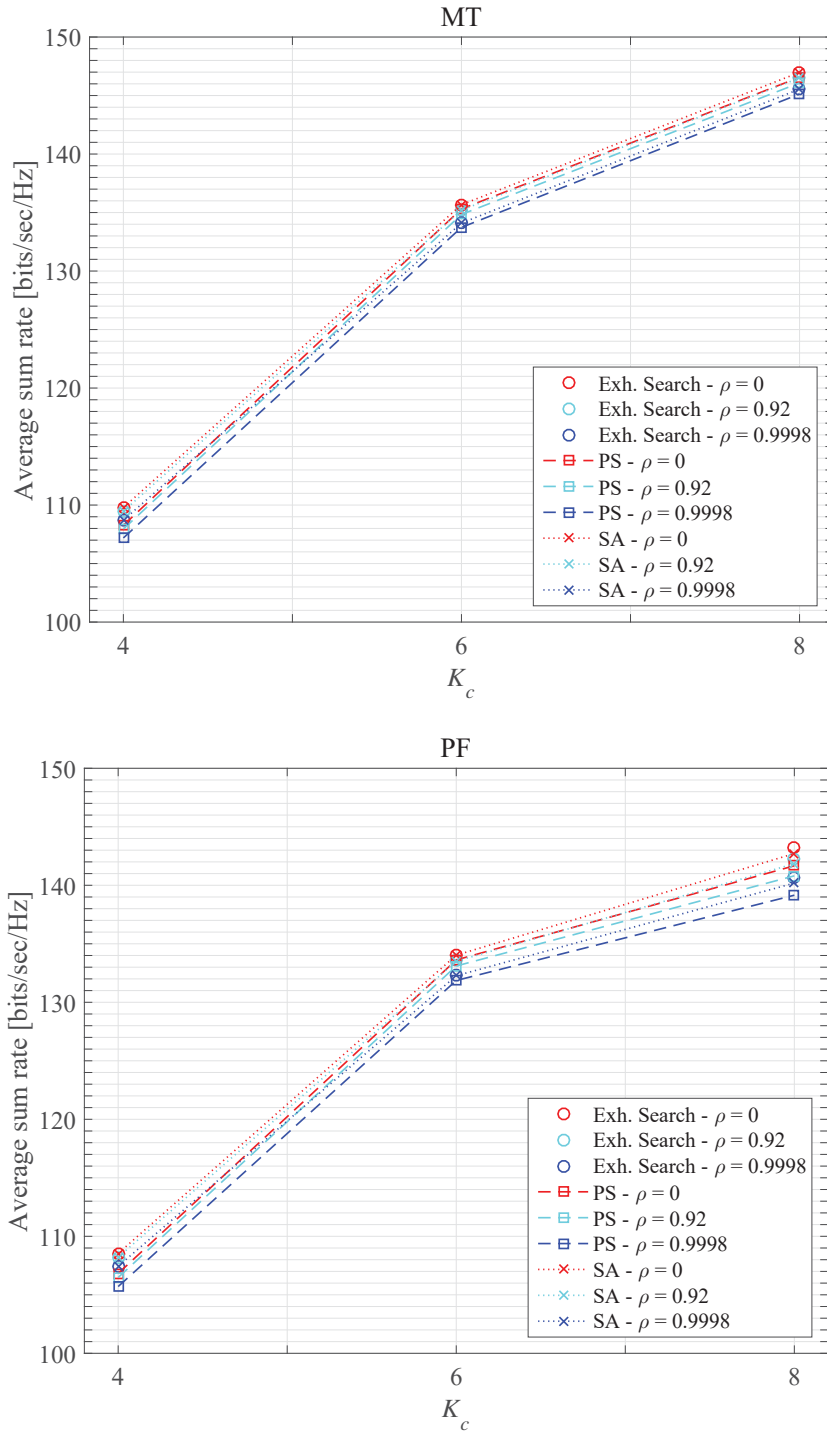 MT
150
140
130
120
110
100
Average sum rate [bits/sec/Hz]
Exh. Search - ρ = 0
Exh. Search - ρ = 0.92
Exh. Search - ρ = 0.9998
PS - ρ = 0
PS - ρ = 0.92
PS - ρ = 0.9998
SA - ρ = 0
SA - ρ = 0.92
SA - ρ = 0.9998
4 6 8
K_c
PF
150
140
130
120
110
100
Average sum rate [bits/sec/Hz]
Exh. Search - ρ = 0
Exh. Search - ρ = 0.92
Exh. Search - ρ = 0.9998
PS - ρ = 0
PS - ρ = 0.92
PS - ρ = 0.9998
SA - ρ = 0
SA - ρ = 0.92
SA - ρ = 0.9998
4 6 8
K_c